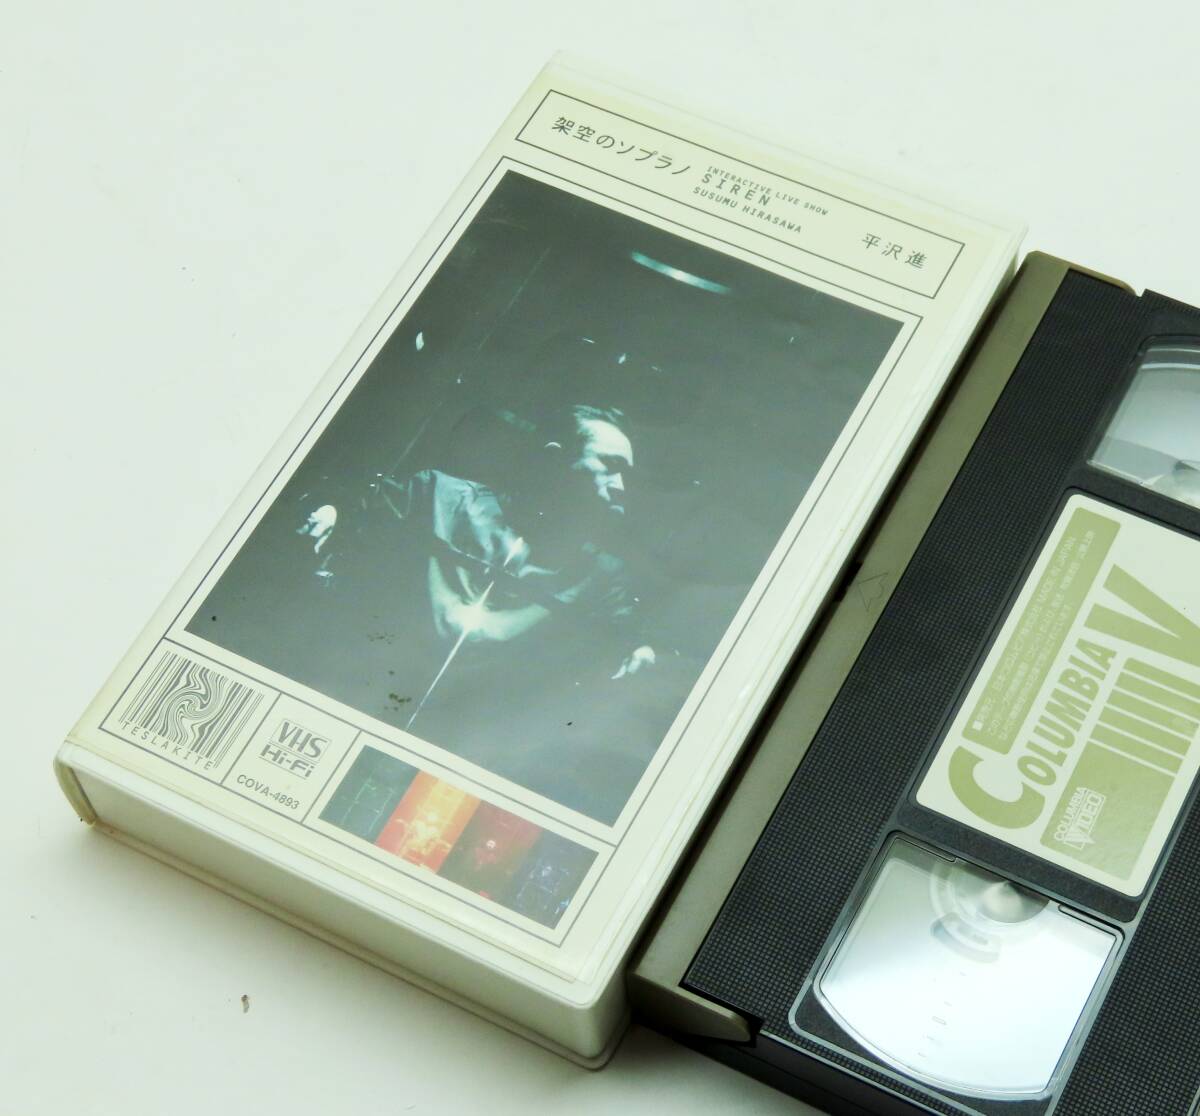 架空のソプラノ
INTERACTIVE LIVE SHOW
SIREN
SUSUMU HIRASAWA
平沢進
TESLAKITE
VHS
Hi-Fi
COVA-4893
MADE IN JAPAN
COLUMBIA
V
COLUMBIA
VIDEO